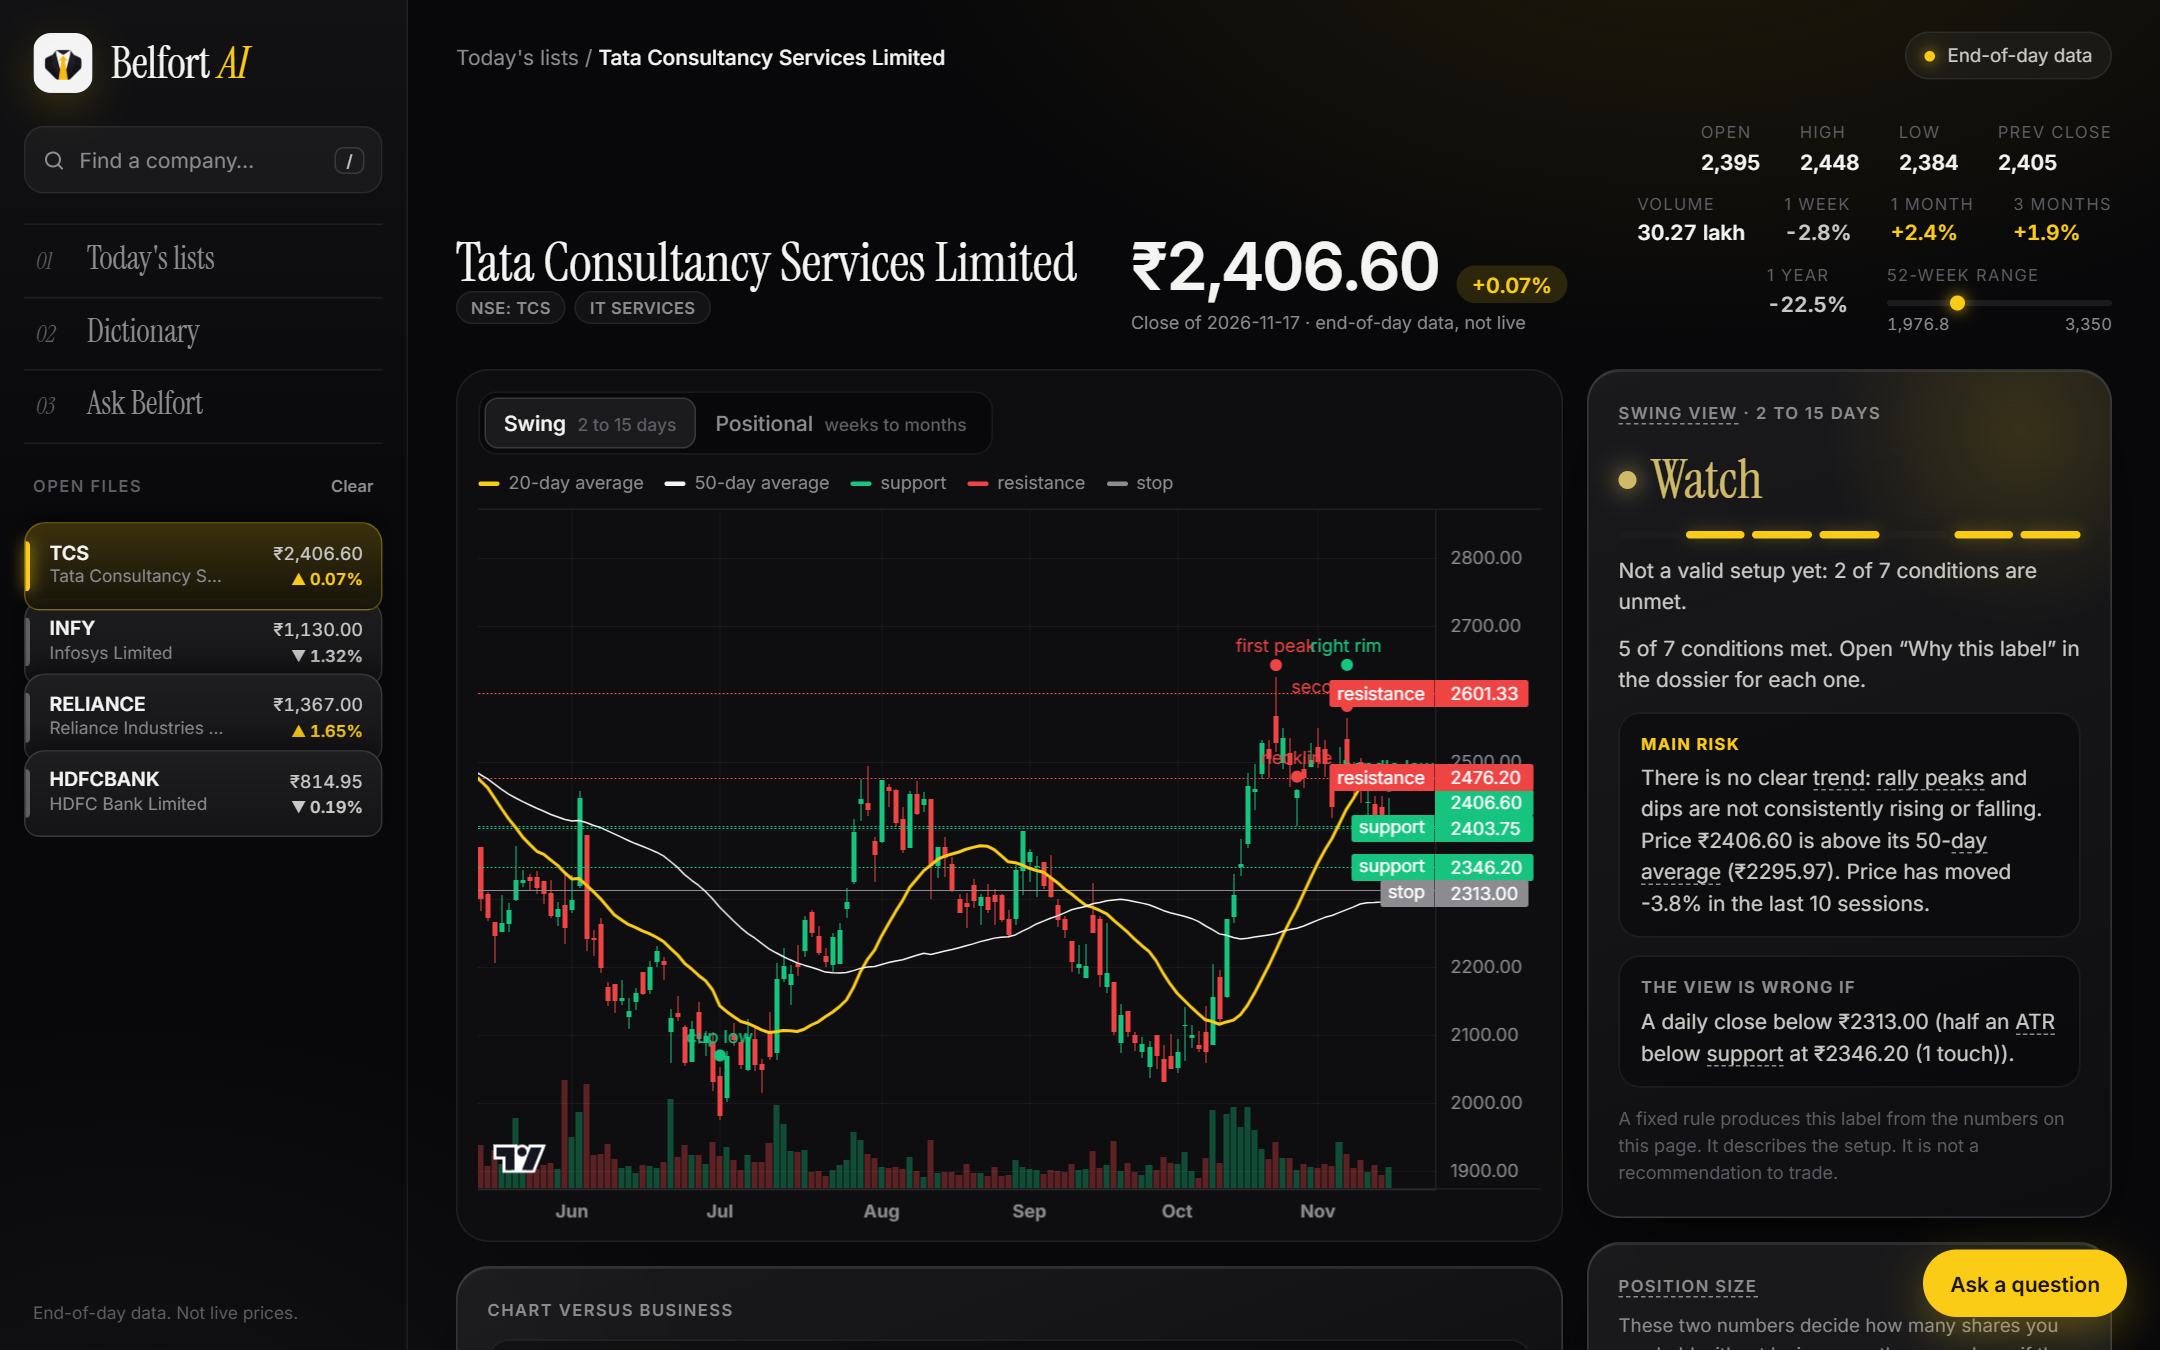 Belfort AI
Find a company... /
01 Today's lists
02 Dictionary
03 Ask Belfort
OPEN FILES Clear
TCS ₹2,406.60
Tata Consultancy S... ▲ 0.07%
INFY ₹1,130.00
Infosys Limited ▼ 1.32%
RELIANCE ₹1,367.00
Reliance Industries ... ▲ 1.65%
HDFCBANK ₹814.95
HDFC Bank Limited ▼ 0.19%
End-of-day data. Not live prices.
Today's lists / Tata Consultancy Services Limited
End-of-day data
Tata Consultancy Services Limited
NSE: TCS IT SERVICES
₹2,406.60 +0.07%
Close of 2026-11-17 · end-of-day data, not live
OPEN HIGH LOW PREV CLOSE
2,395 2,448 2,384 2,405
VOLUME 1 WEEK 1 MONTH 3 MONTHS
30.27 lakh -2.8% +2.4% +1.9%
1 YEAR 52-WEEK RANGE
-22.5%
1,976.8 3,350
Swing 2 to 15 days Positional weeks to months
20-day average 50-day average support resistance stop
2800.00
2700.00
first peak right rim
resistance 2601.33
2500.00
neckline
resistance 2476.20
2406.60
support 2403.75
support 2346.20
stop 2313.00
2200.00
2100.00
cup low
2000.00
1900.00
Jun Jul Aug Sep Oct Nov
CHART VERSUS BUSINESS
SWING VIEW · 2 TO 15 DAYS
Watch
Not a valid setup yet: 2 of 7 conditions are
unmet.
5 of 7 conditions met. Open “Why this label” in
the dossier for each one.
MAIN RISK
There is no clear trend: rally peaks and
dips are not consistently rising or falling.
Price ₹2406.60 is above its 50-day
average (₹2295.97). Price has moved
-3.8% in the last 10 sessions.
THE VIEW IS WRONG IF
A daily close below ₹2313.00 (half an ATR
below support at ₹2346.20 (1 touch)).
A fixed rule produces this label from the numbers on
this page. It describes the setup. It is not a
recommendation to trade.
POSITION SIZE
Ask a question
These two numbers decide how many shares you